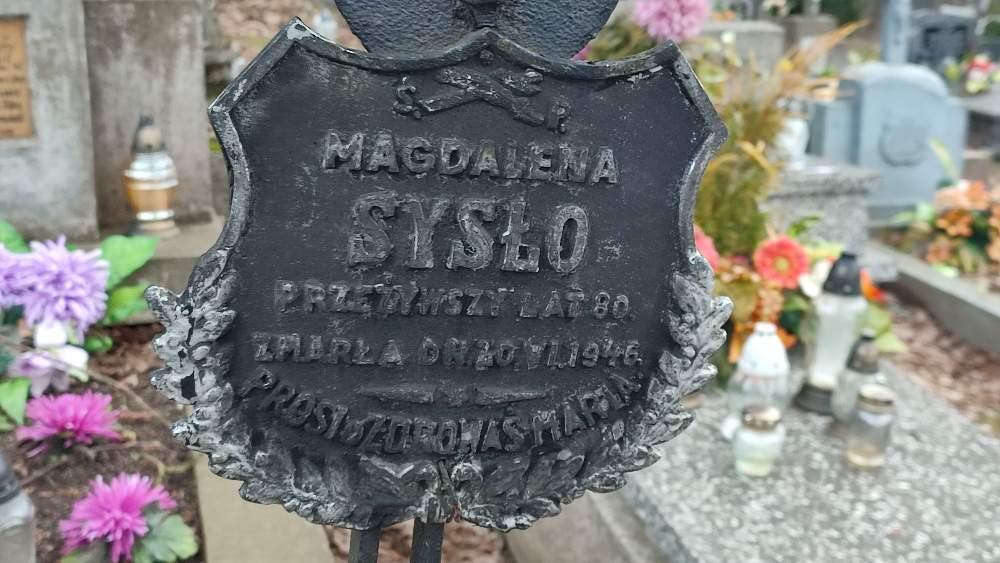 Ś P.
MAGDALENA
SYSŁO
PRZEŻYWSZY LAT 80.
ZMARŁA DN. 20.VI.1946.
PROSI O ZDROWAŚ MARIA